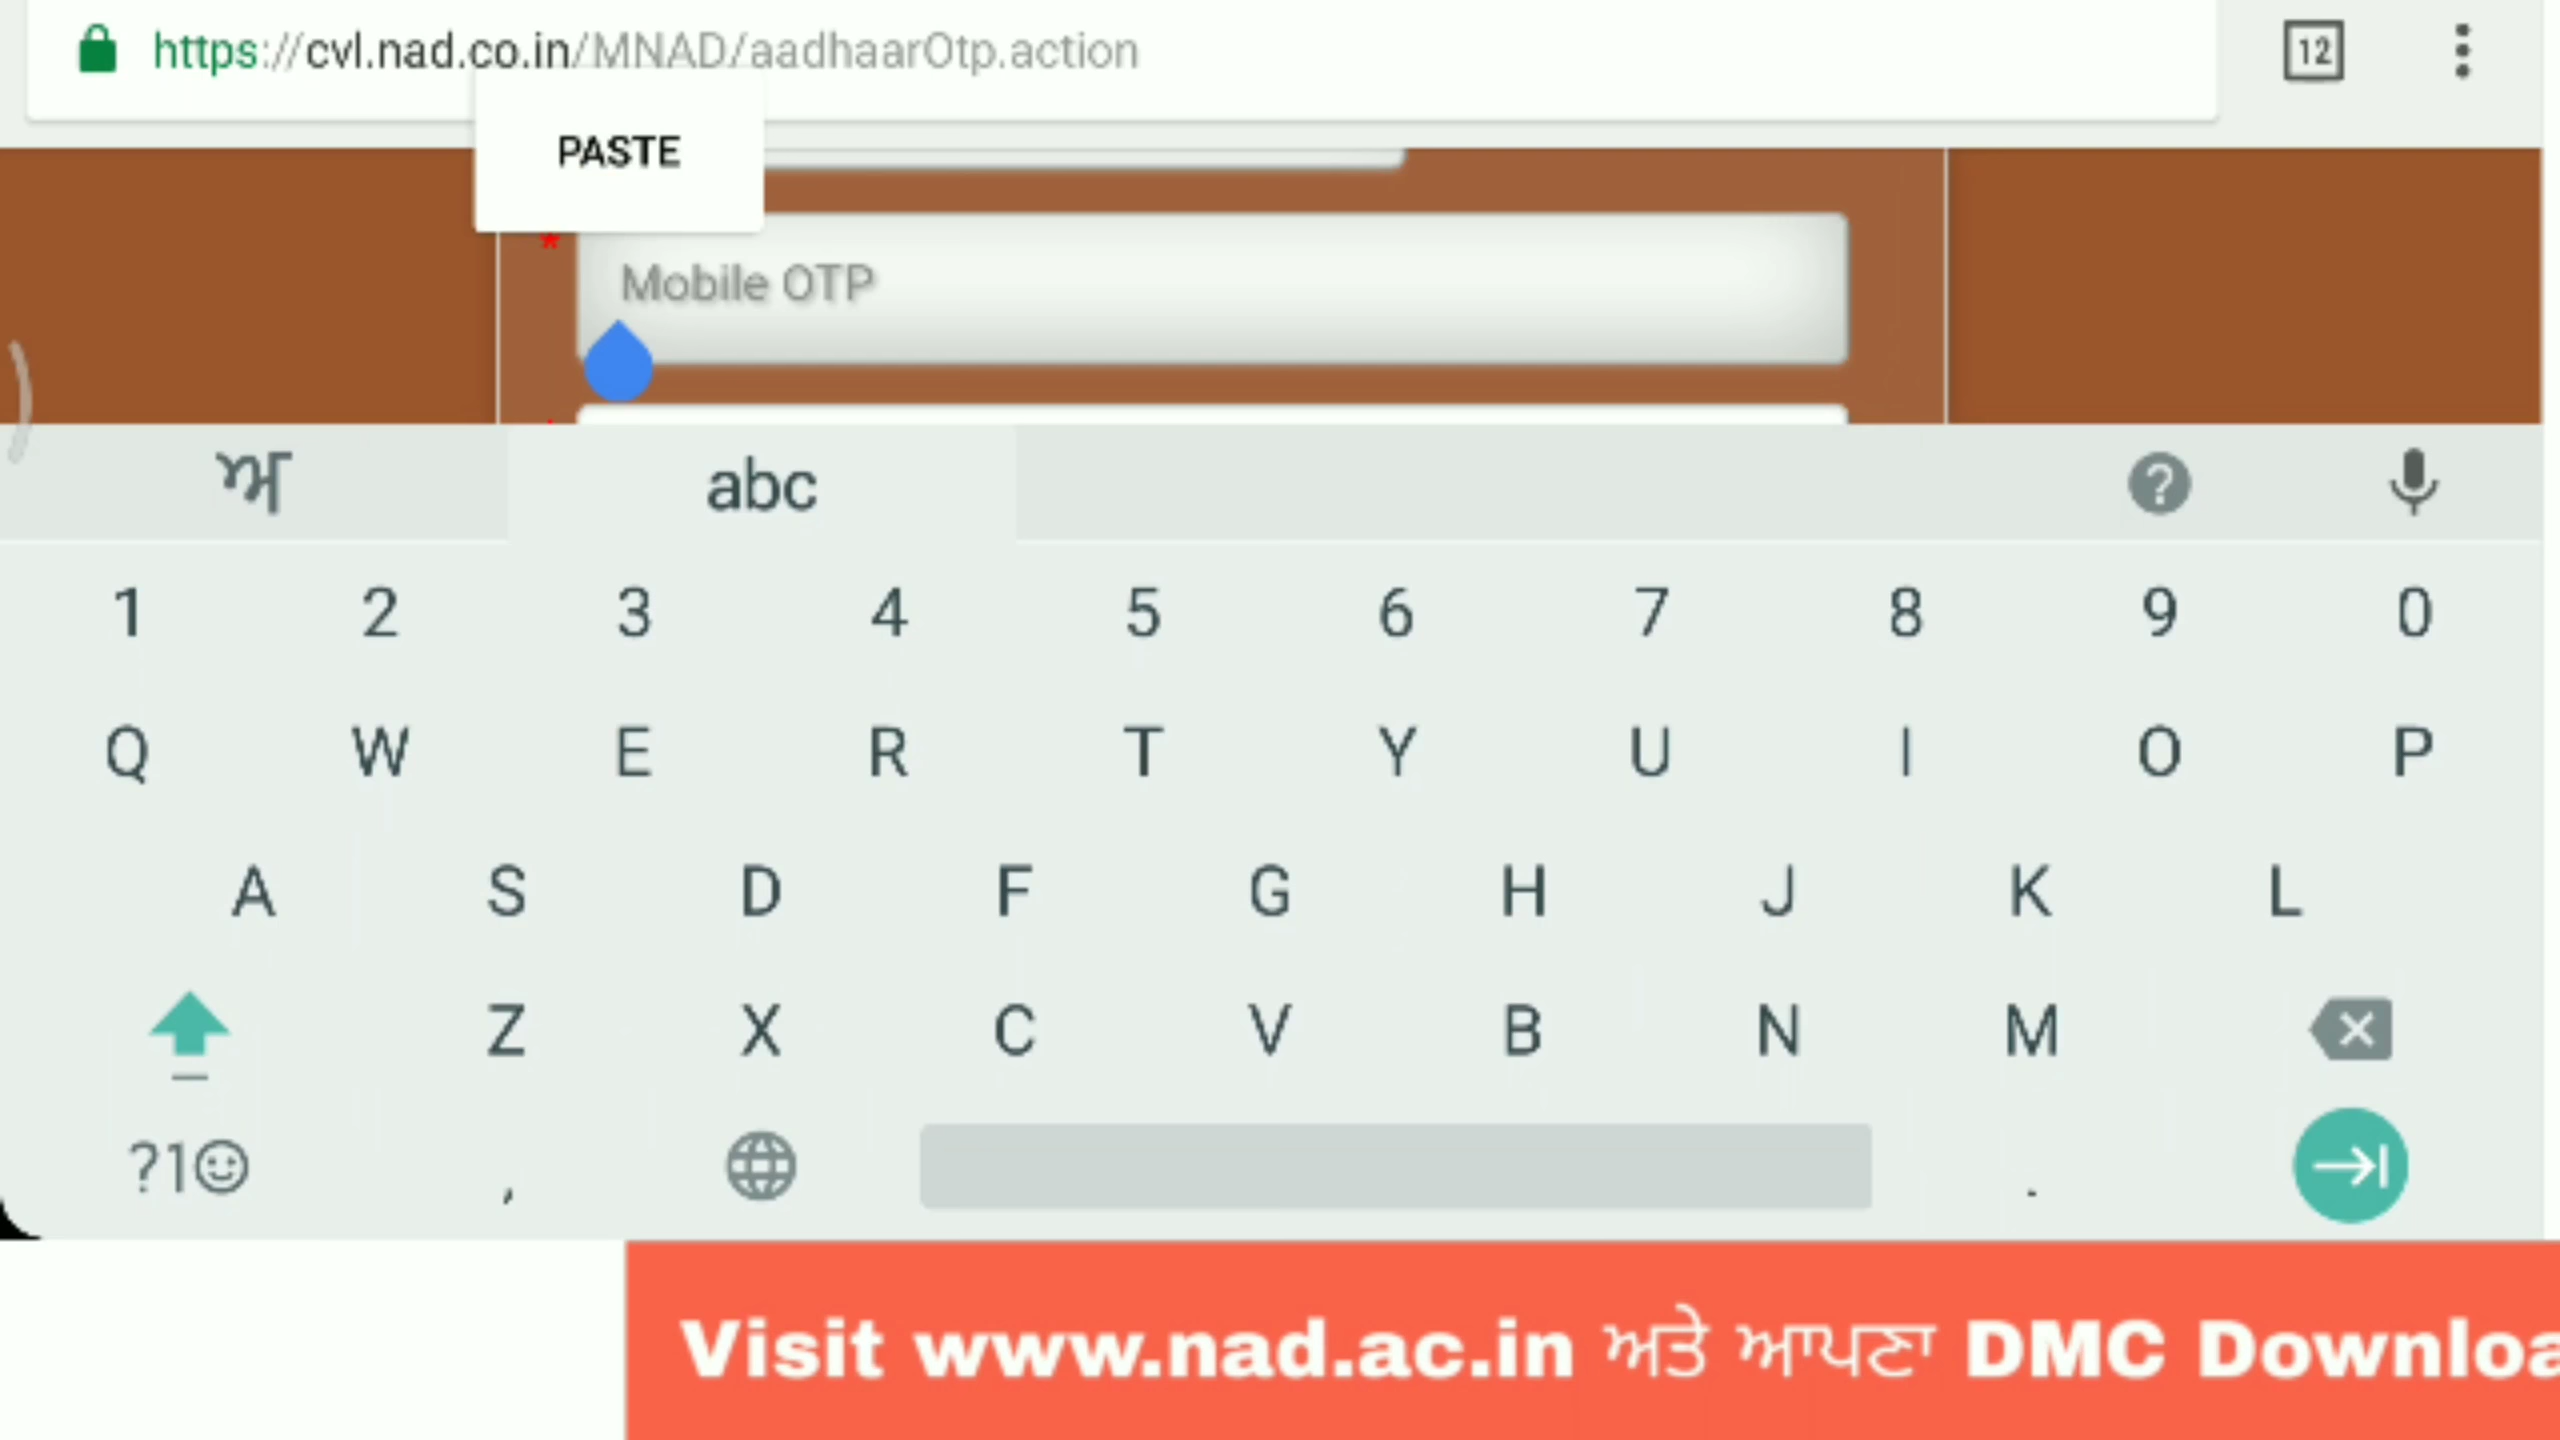 https://cvl.nad.co.in/MNAD/aadhaarOtp.action
12
PASTE
*
Mobile OTP
ਅ
abc
?
1 2 3 4 5 6 7 8 9 0
Q W E R T Y U I O P
A S D F G H J K L
Z X C V B N M
?1☺ , .
Visit www.nad.ac.in ਅਤੇ ਆਪਣਾ DMC Downloa